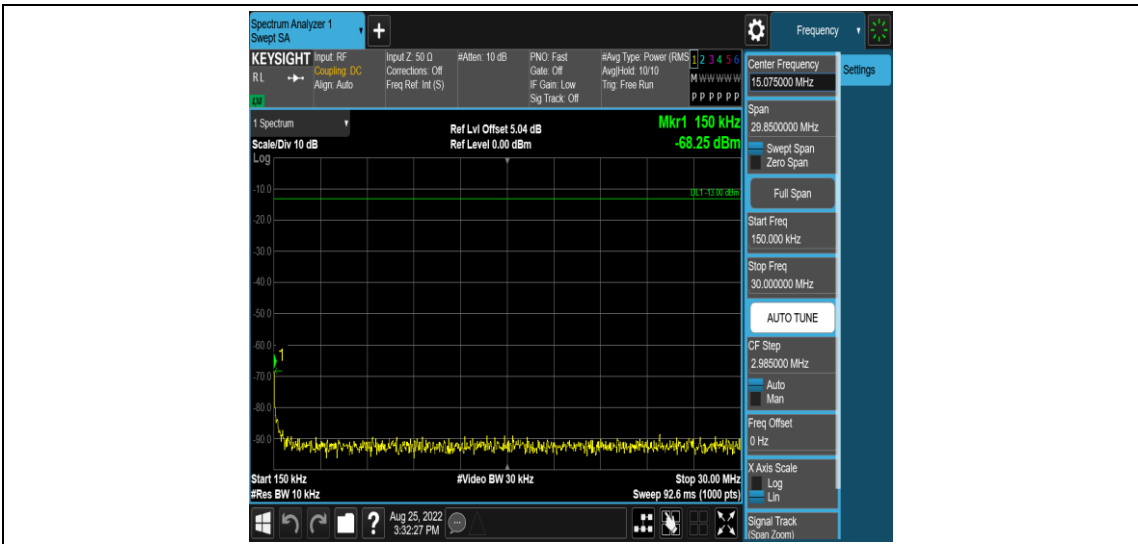 Spectrum Analyzer 1
Swept SA
+
Frequency
KEYSIGHT
R L
LXI
Input: RF
Coupling: DC
Align: Auto
Input Z: 50 Ω
Corrections: Off
Freq Ref: Int (S)
#Atten: 10 dB
PNO: Fast
Gate: Off
IF Gain: Low
Sig Track: Off
#Avg Type: Power (RMS
Avg|Hold: 10/10
Trig: Free Run
1 2 3 4 5 6
M W W W W W
P P P P P P
1 Spectrum
Scale/Div 10 dB
Log
Ref Lvl Offset 5.04 dB
Ref Level 0.00 dBm
Mkr1 150 kHz
-68.25 dBm
DL1 -13.00 dBm
-10.0
-20.0
-30.0
-40.0
-50.0
-60.0
1
-70.0
-80.0
-90.0
Start 150 kHz
#Res BW 10 kHz
#Video BW 30 kHz
Stop 30.00 MHz
Sweep 92.6 ms (1000 pts)
Center Frequency
15.075000 MHz
Settings
Span
29.8500000 MHz
Swept Span
Zero Span
Full Span
Start Freq
150.000 kHz
Stop Freq
30.000000 MHz
AUTO TUNE
CF Step
2.985000 MHz
Auto
Man
Freq Offset
0 Hz
X Axis Scale
Log
Lin
Signal Track
(Span Zoom)
?
Aug 25, 2022
3:32:27 PM